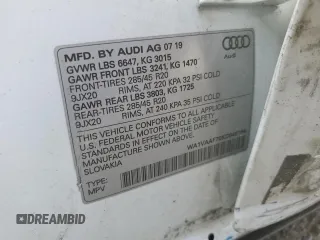 MFD. BY AUDI AG 07 19
GVWR LBS 6647, KG 3015
GAWR FRONT LBS 3241, KG 1470
FRONT-TIRES 285/45 R20
9JX20 RIMS, AT 220 KPA 32 PSI COLD
GAWR REAR LBS 3803, KG 1725
REAR-TIRES 285/45 R20
9JX20 RIMS, AT 240 KPA 35 PSI COLD
THIS VEHICLE CONFORMS TO ALL APPLICABLE
U.S. FEDERAL MOTOR VEHICLE SAFETY STANDARDS
IN EFFECT ON THE DATE OF
MANUFACTURE SHOWN ABOVE.
SLOVAKIA
TYPE:
MPV
Audi
AUTOBIDMASTER